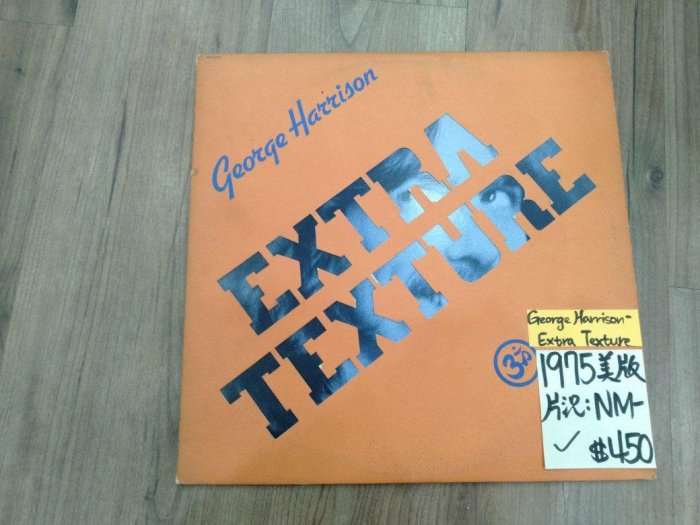 George Harrison
EXTRA
TEXTURE
George Harrison-
Extra Texture
ॐ
1975美版
片況:NM-
✓ $450